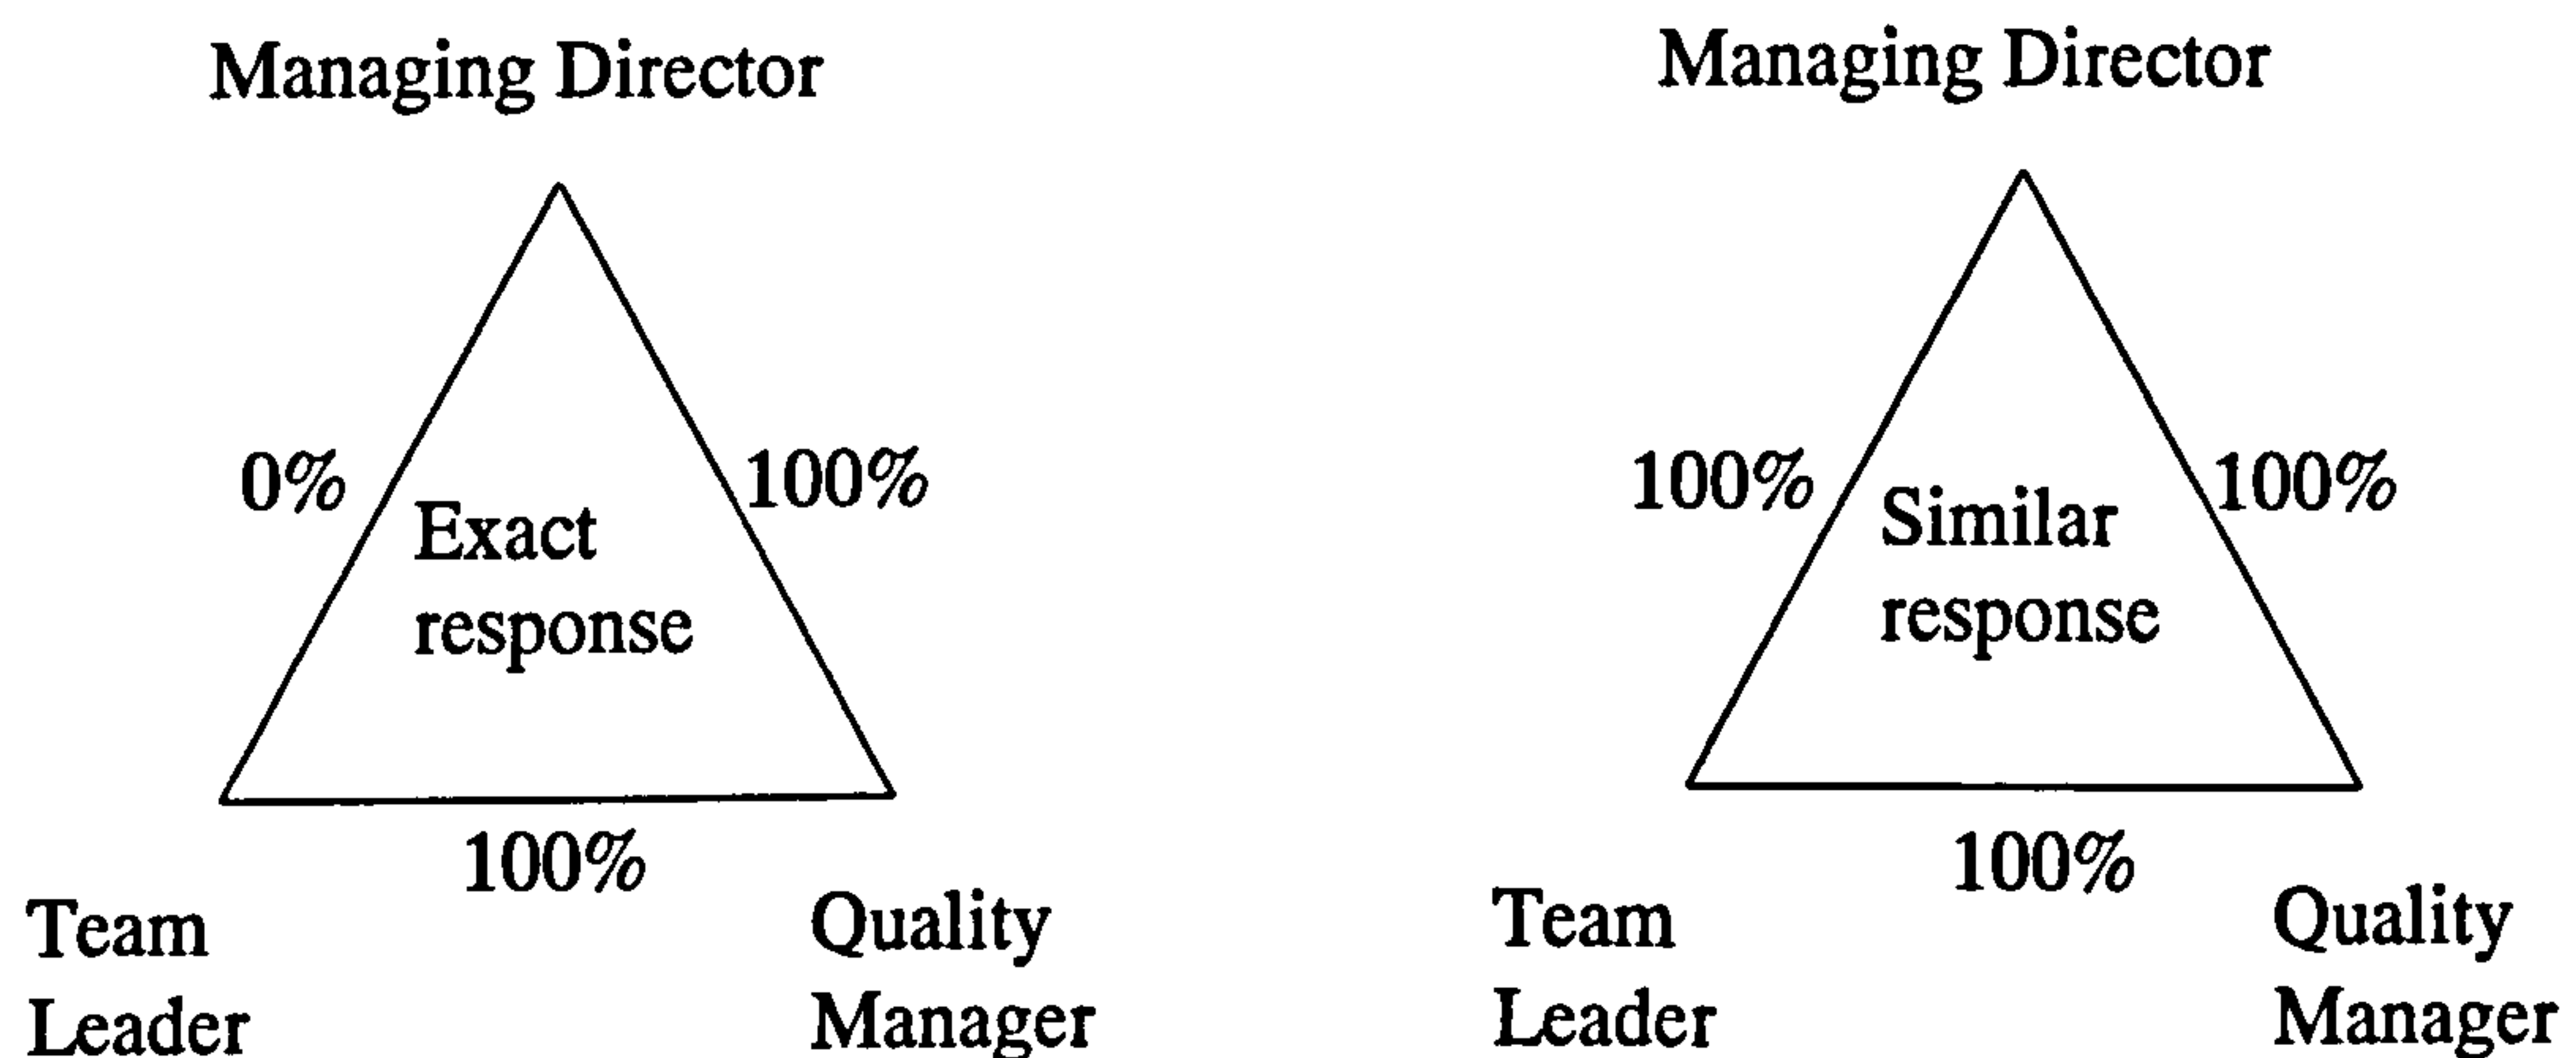 Managing Director
0%
100%
Exact
response
100%
Team
Leader
Quality
Manager
Managing Director
100%
100%
Similar
response
100%
Team
Leader
Quality
Manager